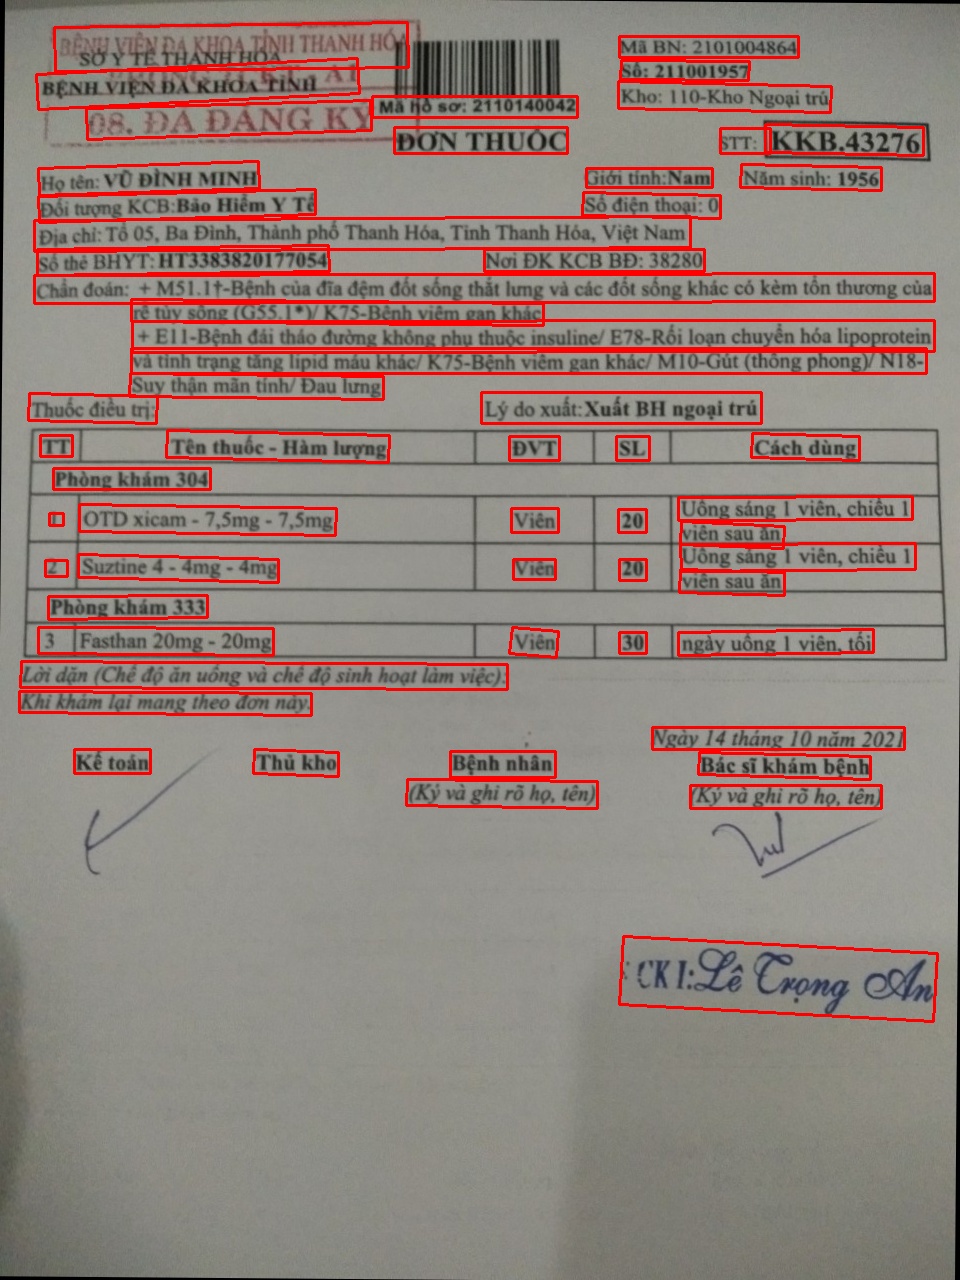 BỆNH VIỆN ĐA KHOA TỈNH THANH HÓA
SỞ Y TẾ THANH HÓA
BỆNH VIỆN ĐA KHOA TỈNH
08. ĐÃ ĐĂNG KÝ
Mã hồ sơ: 2110140042
Mã BN: 2101004864
Số: 211001957
Kho: 110-Kho Ngoại trú
ĐƠN THUỐC
STT: KKB.43276
Họ tên: VŨ ĐÌNH MINH Giới tính:Nam Năm sinh: 1956
Đối tượng KCB:Bảo Hiểm Y Tế Số điện thoại: 0
Địa chỉ: Tổ 05, Ba Đình, Thành phố Thanh Hóa, Tỉnh Thanh Hóa, Việt Nam
Số thẻ BHYT: HT3383820177054 Nơi ĐK KCB BĐ: 38280
Chẩn đoán: + M51.1†-Bệnh của đĩa đệm đốt sống thắt lưng và các đốt sống khác có kèm tổn thương của
rễ tủy sống (G55.1*)/ K75-Bệnh viêm gan khác
+ E11-Bệnh đái tháo đường không phụ thuộc insuline/ E78-Rối loạn chuyển hóa lipoprotein
và tình trạng tăng lipid máu khác/ K75-Bệnh viêm gan khác/ M10-Gút (thông phong)/ N18-
Suy thận mãn tính/ Đau lưng
Thuốc điều trị: Lý do xuất:Xuất BH ngoại trú
TT Tên thuốc - Hàm lượng ĐVT SL Cách dùng
Phòng khám 304
1 OTD xicam - 7,5mg - 7,5mg Viên 20 Uống sáng 1 viên, chiều 1
viên sau ăn
2 Suztine 4 - 4mg - 4mg Viên 20 Uống sáng 1 viên, chiều 1
viên sau ăn
Phòng khám 333
3 Fasthan 20mg - 20mg Viên 30 ngày uống 1 viên, tối
Lời dặn (Chế độ ăn uống và chế độ sinh hoạt làm việc):
Khi khám lại mang theo đơn này.
Ngày 14 tháng 10 năm 2021
Kế toán Thủ kho Bệnh nhân Bác sĩ khám bệnh
(Ký và ghi rõ họ, tên) (Ký và ghi rõ họ, tên)
CK I: Lê Trọng An